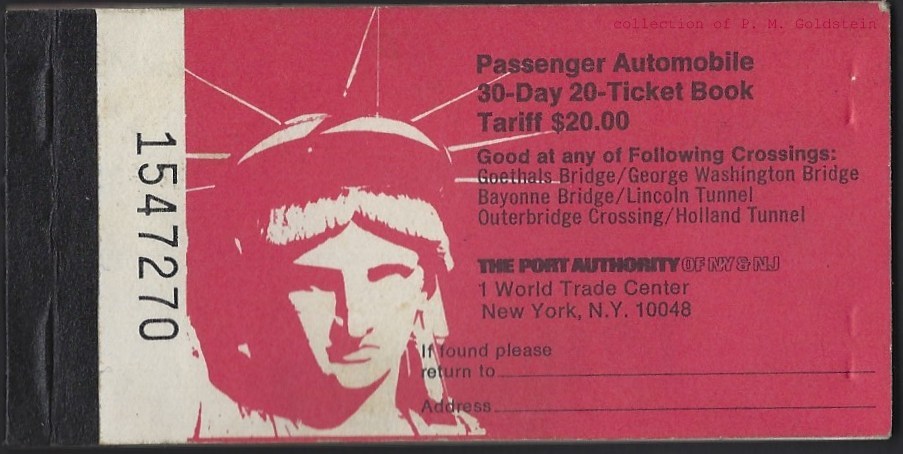 collection of P. M. Goldstein
Passenger Automobile
30-Day 20-Ticket Book
Tariff $20.00
Good at any of Following Crossings:
Goethals Bridge/George Washington Bridge
Bayonne Bridge/Lincoln Tunnel
Outerbridge Crossing/Holland Tunnel
THE PORT AUTHORITY OF NY & NJ
1 World Trade Center
New York, N.Y. 10048
If found please
return to
Address
1547270